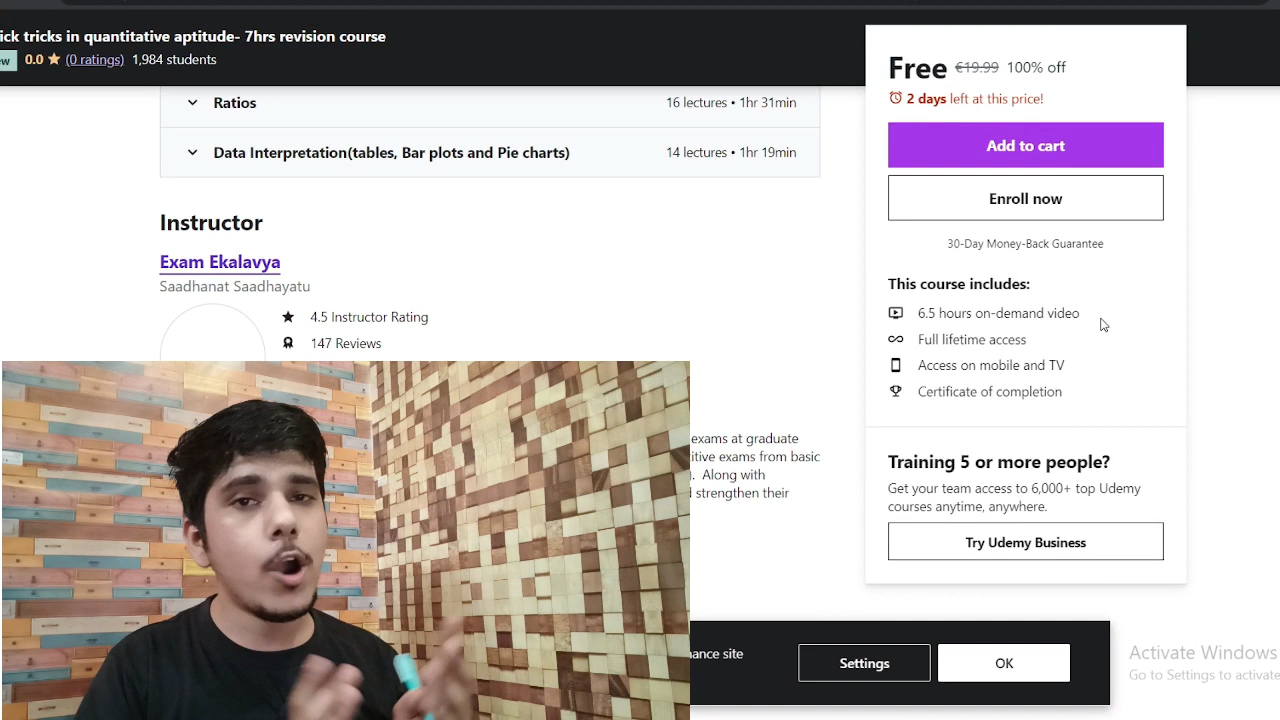 ick tricks in quantitative aptitude- 7hrs revision course
ew 0.0 (0 ratings) 1,984 students
Ratios 16 lectures • 1hr 31min
Data Interpretation(tables, Bar plots and Pie charts) 14 lectures • 1hr 19min
Instructor
Exam Ekalavya
Saadhanat Saadhayatu
4.5 Instructor Rating
147 Reviews
exams at graduate
itive exams from basic
. Along with
strengthen their
Free €19.99 100% off
2 days left at this price!
Add to cart
Enroll now
30-Day Money-Back Guarantee
This course includes:
6.5 hours on-demand video
Full lifetime access
Access on mobile and TV
Certificate of completion
Training 5 or more people?
Get your team access to 6,000+ top Udemy
courses anytime, anywhere.
Try Udemy Business
nance site
Settings
OK
Activate Windows
Go to Settings to activate